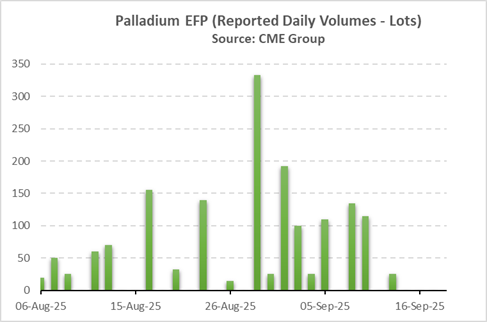 Palladium EFP (Reported Daily Volumes - Lots)
Source: CME Group
350
300
250
200
150
100
50
0
06-Aug-25 15-Aug-25 26-Aug-25 05-Sep-25 16-Sep-25